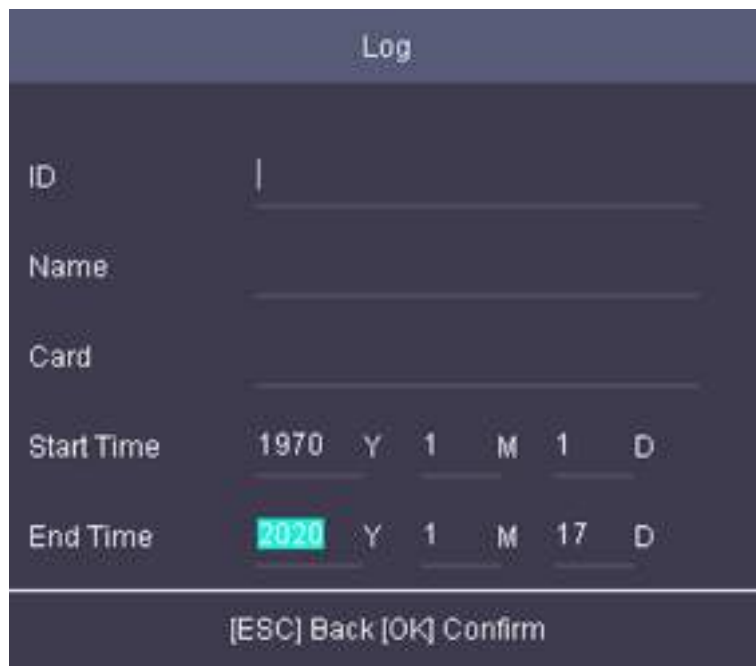 Log
ID
Name
Card
Start Time 1970 Y 1 M 1 D
End Time 2020 Y 1 M 17 D
[ESC] Back [OK] Confirm